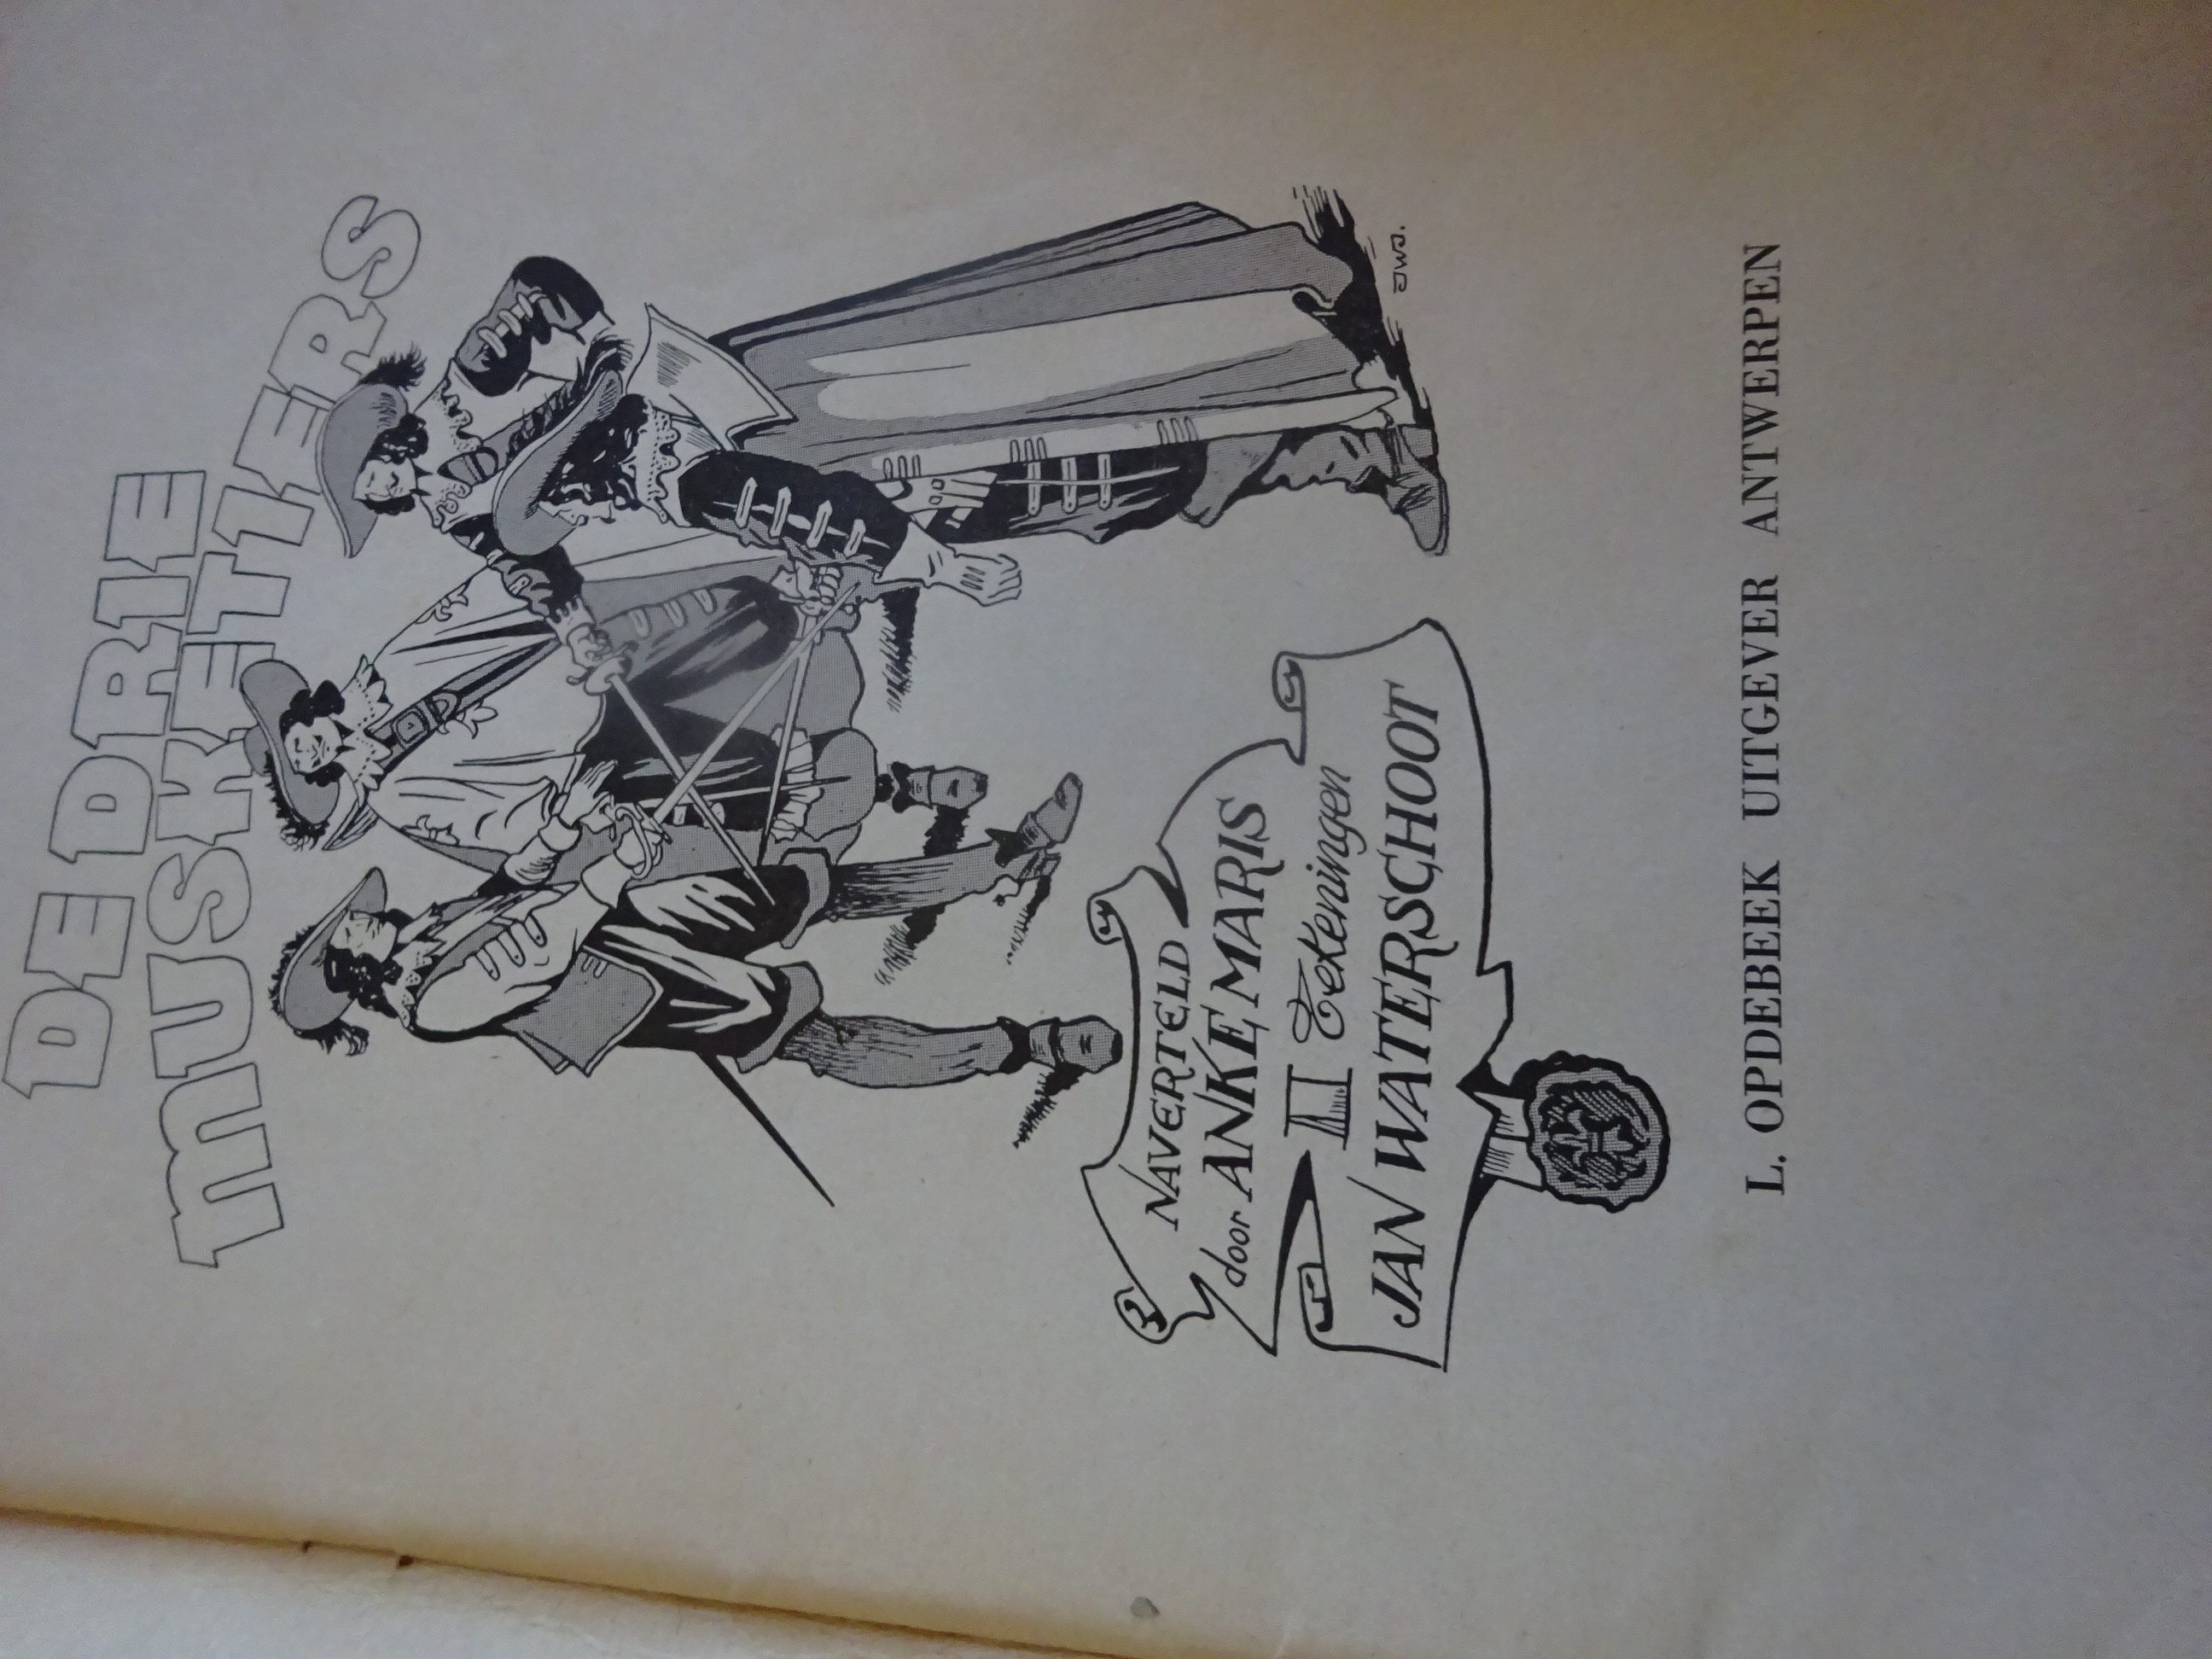 DE DRIE
MUSKETIERS
JWA.
NAVERTELD
door ANKE MARIS
Tekeningen
JAN WATERSCHOOT
L. OPDEBEEK UITGEVER ANTWERPEN